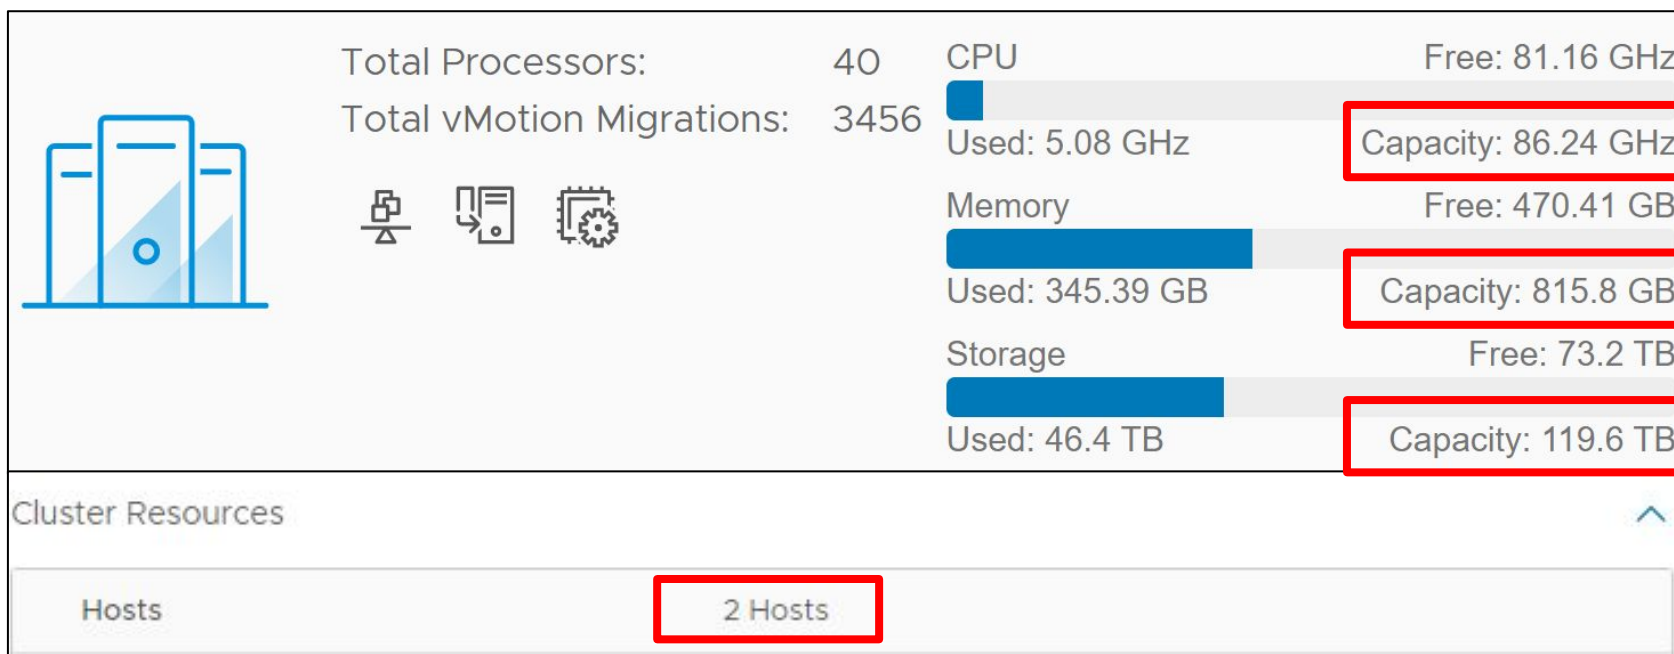 Total Processors: 40
Total vMotion Migrations: 3456
CPU Free: 81.16 GHz
Used: 5.08 GHz Capacity: 86.24 GHz
Memory Free: 470.41 GB
Used: 345.39 GB Capacity: 815.8 GB
Storage Free: 73.2 TB
Used: 46.4 TB Capacity: 119.6 TB
Cluster Resources
Hosts 2 Hosts